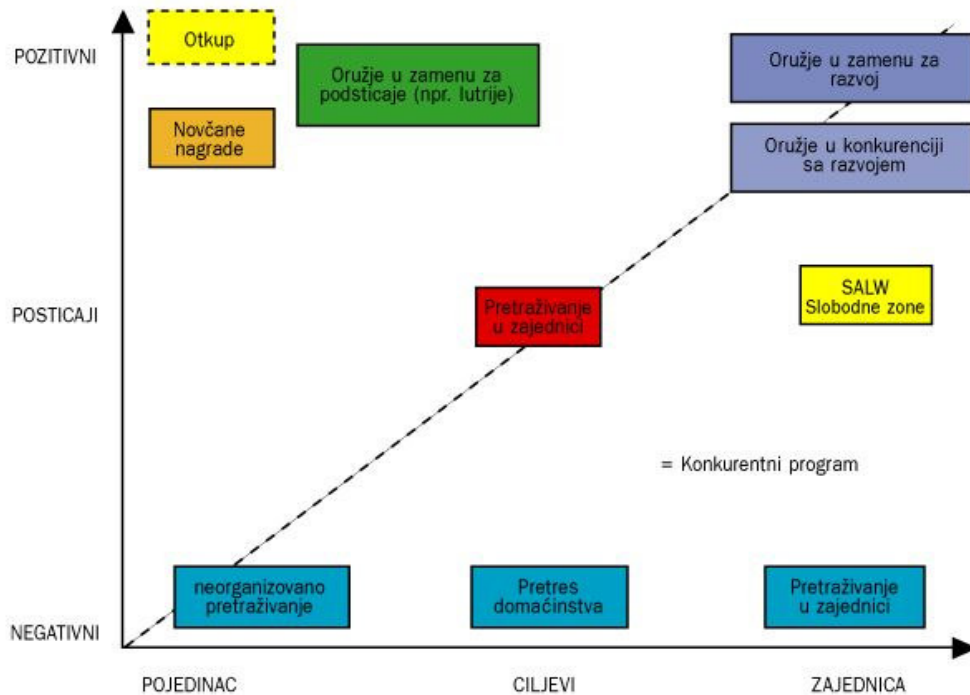 POZITIVNI
Otkup
Oružje u zamenu za
podsticaje (npr. lutrije)
Oružje u zamenu za
razvoj
Novčane
nagrade
Oružje u konkurenciji
sa razvojem
POSTICAJI
Pretraživanje
u zajednici
SALW
Slobodne zone
= Konkurentni program
NEGATIVNI
neorganizovano
pretraživanje
Pretres
domaćinstva
Pretraživanje
u zajednici
POJEDINAC
CILJEVI
ZAJEDNICA